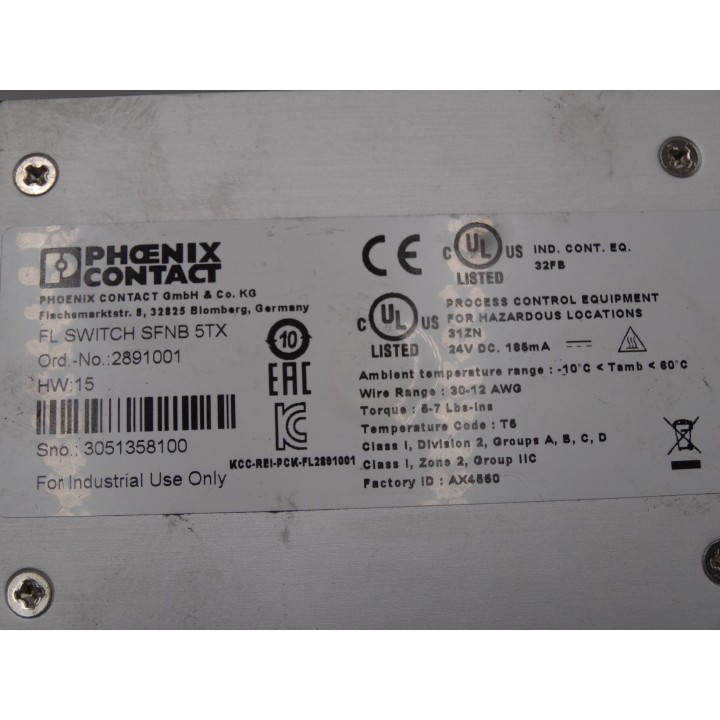 PHŒNIX
CONTACT
PHOENIX CONTACT GmbH & Co. KG
Flachsmarktstr. 8, 32825 Blomberg, Germany
FL SWITCH SFNB 5TX
Ord.-No.:2891001
HW:15
Sno.: 3051358100
For Industrial Use Only
10
EAC
KCC-REI-PCK-FL2891001
CE
C UL US IND. CONT. EQ.
LISTED 32FB
C UL US PROCESS CONTROL EQUIPMENT
FOR HAZARDOUS LOCATIONS
31ZN
LISTED 24V DC. 185mA
Ambient temperature range : -10°C < Tamb < 60°C
Wire Range : 30-12 AWG
Torque : 5-7 Lbs-Ins
Temperature Code : T5
Class I, Division 2, Groups A, B, C, D
Class I, Zone 2, Group IIC
Factory ID : AX4660